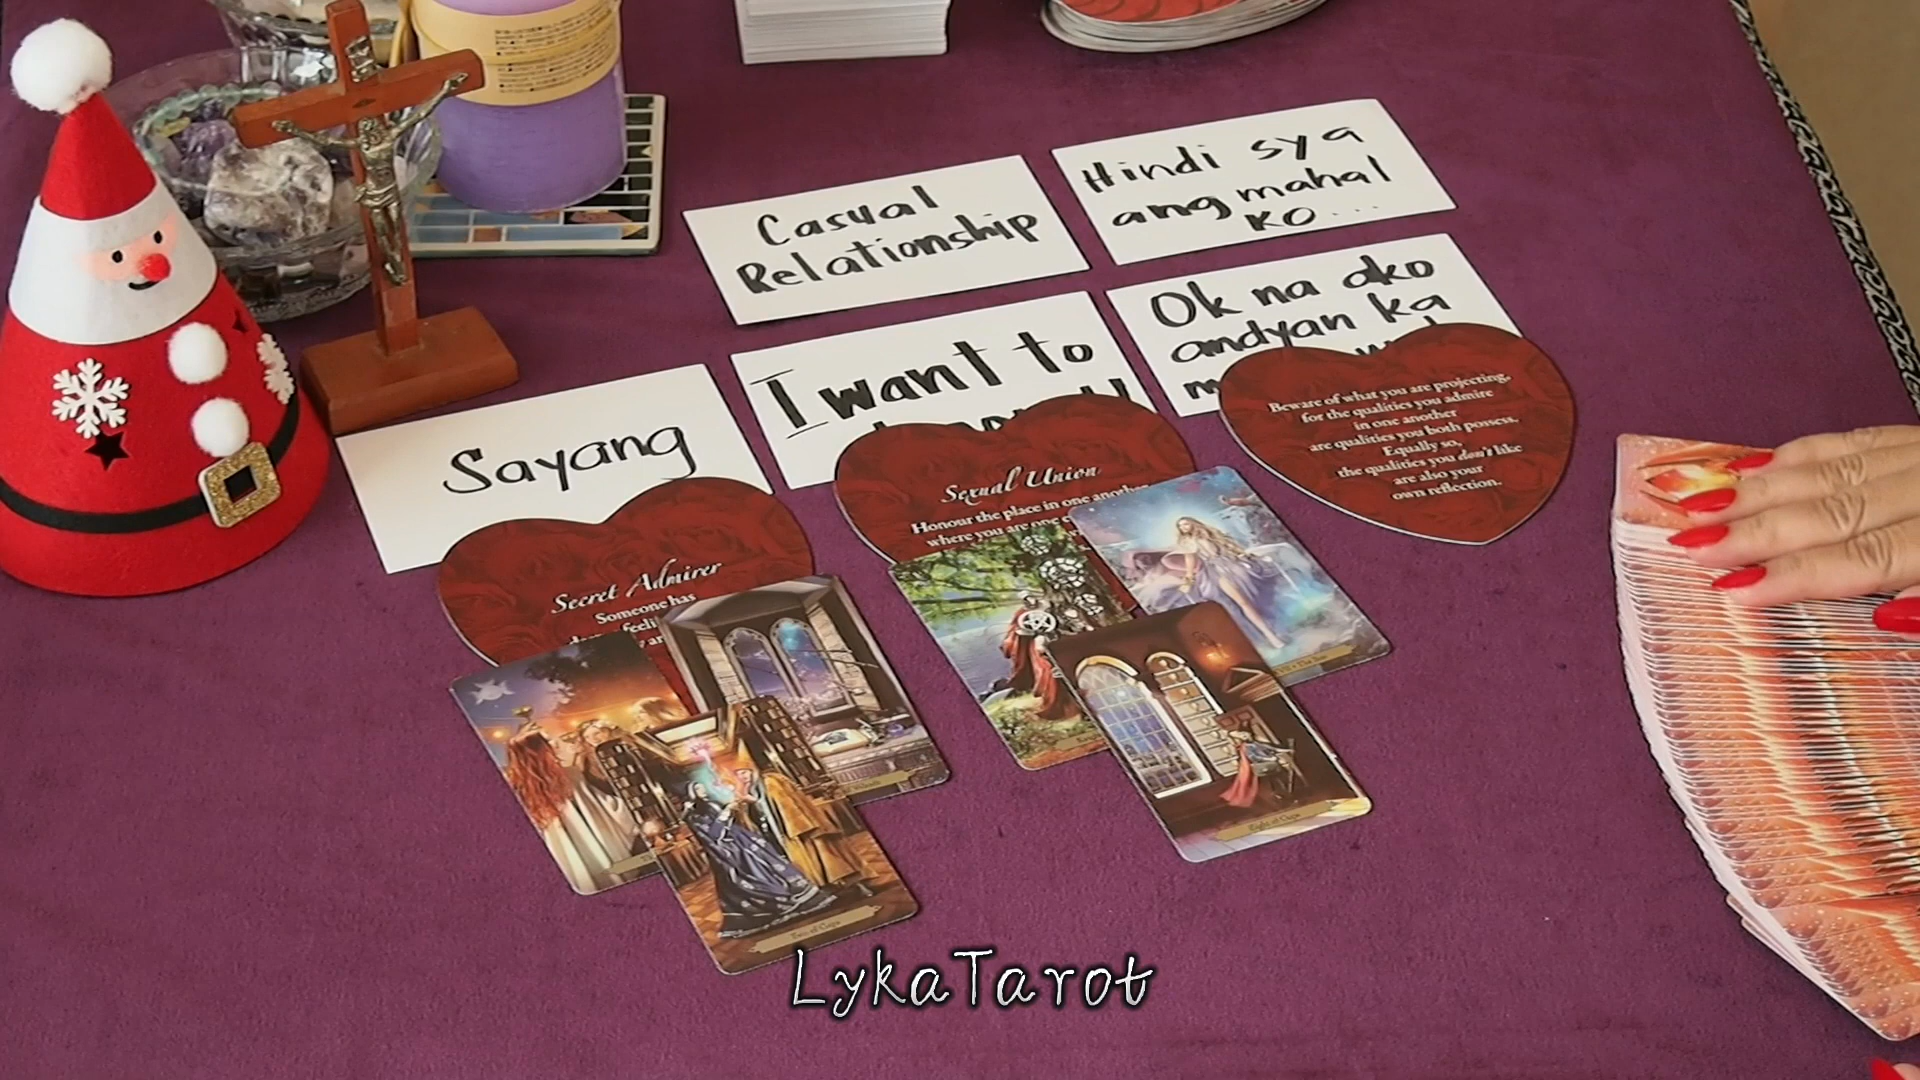 Casual
Relationship
Hindi sya
ang mahal
ko...
Sayang
I want to
Ok na ako
andyan ka
Secret Admirer
Someone has
Sexual Union
Honour the place in one another
where you are one
Beware of what you are projecting,
for the qualities you admire
in one another
are qualities you both possess.
Equally so,
the qualities you don't like
are also your
own reflection.
Two of Cups
Eight of Cups
LykaTarot